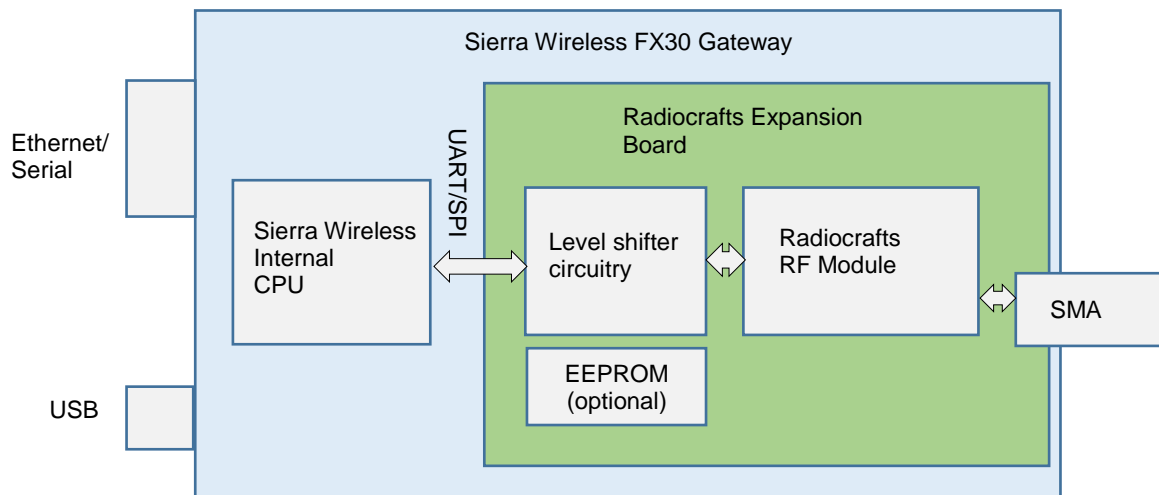 Sierra Wireless FX30 Gateway
Radiocrafts Expansion
Board
Ethernet/
Serial
UART/SPI
Sierra Wireless
Internal
CPU
Level shifter
circuitry
Radiocrafts
RF Module
SMA
EEPROM
(optional)
USB